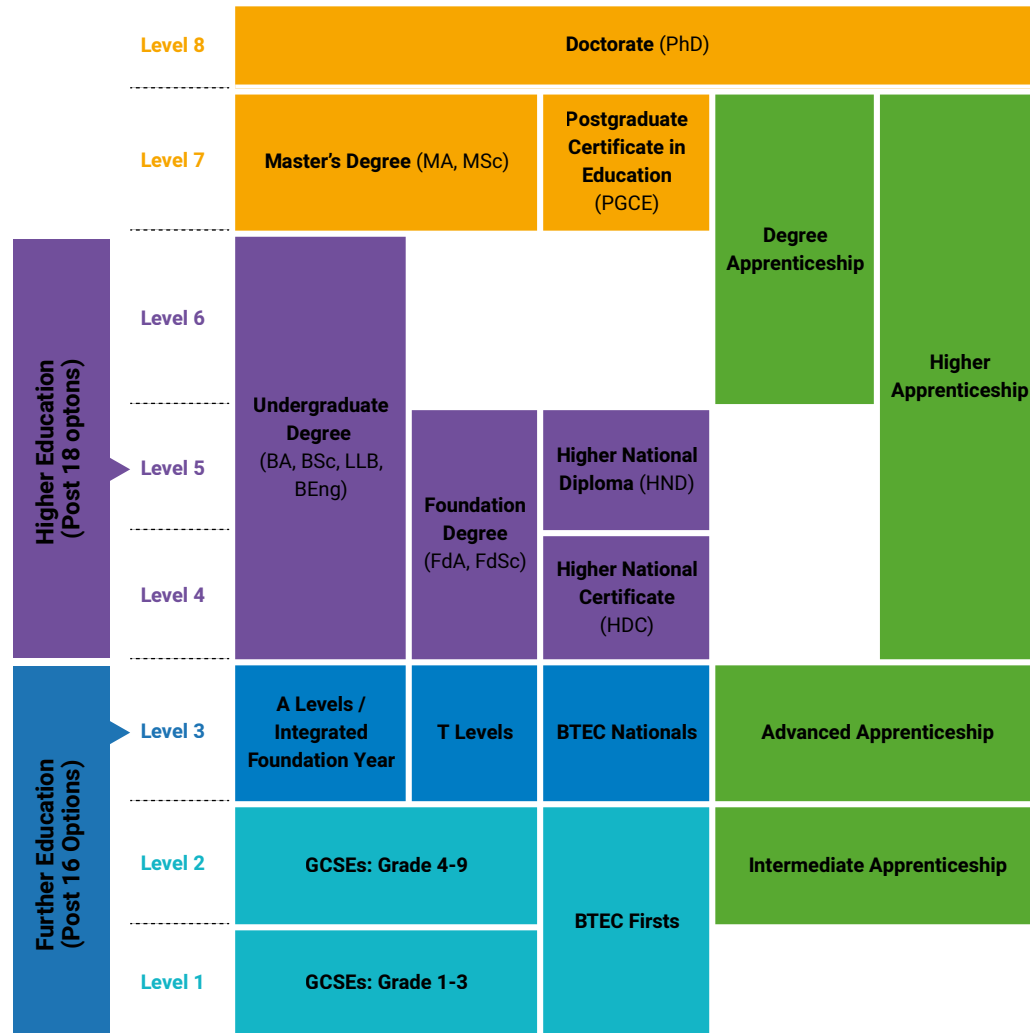 Level 8
Doctorate (PhD)
Level 7
Master's Degree (MA, MSc)
Postgraduate
Certificate in
Education
(PGCE)
Degree
Apprenticeship
Higher
Apprenticeship
Higher Education
(Post 18 optons)
Level 6
Undergraduate
Degree
(BA, BSc, LLB,
BEng)
Level 5
Foundation
Degree
(FdA, FdSc)
Higher National
Diploma (HND)
Level 4
Higher National
Certificate
(HDC)
Further Education
(Post 16 Options)
Level 3
A Levels /
Integrated
Foundation Year
T Levels
BTEC Nationals
Advanced Apprenticeship
Level 2
GCSEs: Grade 4-9
BTEC Firsts
Intermediate Apprenticeship
Level 1
GCSEs: Grade 1-3